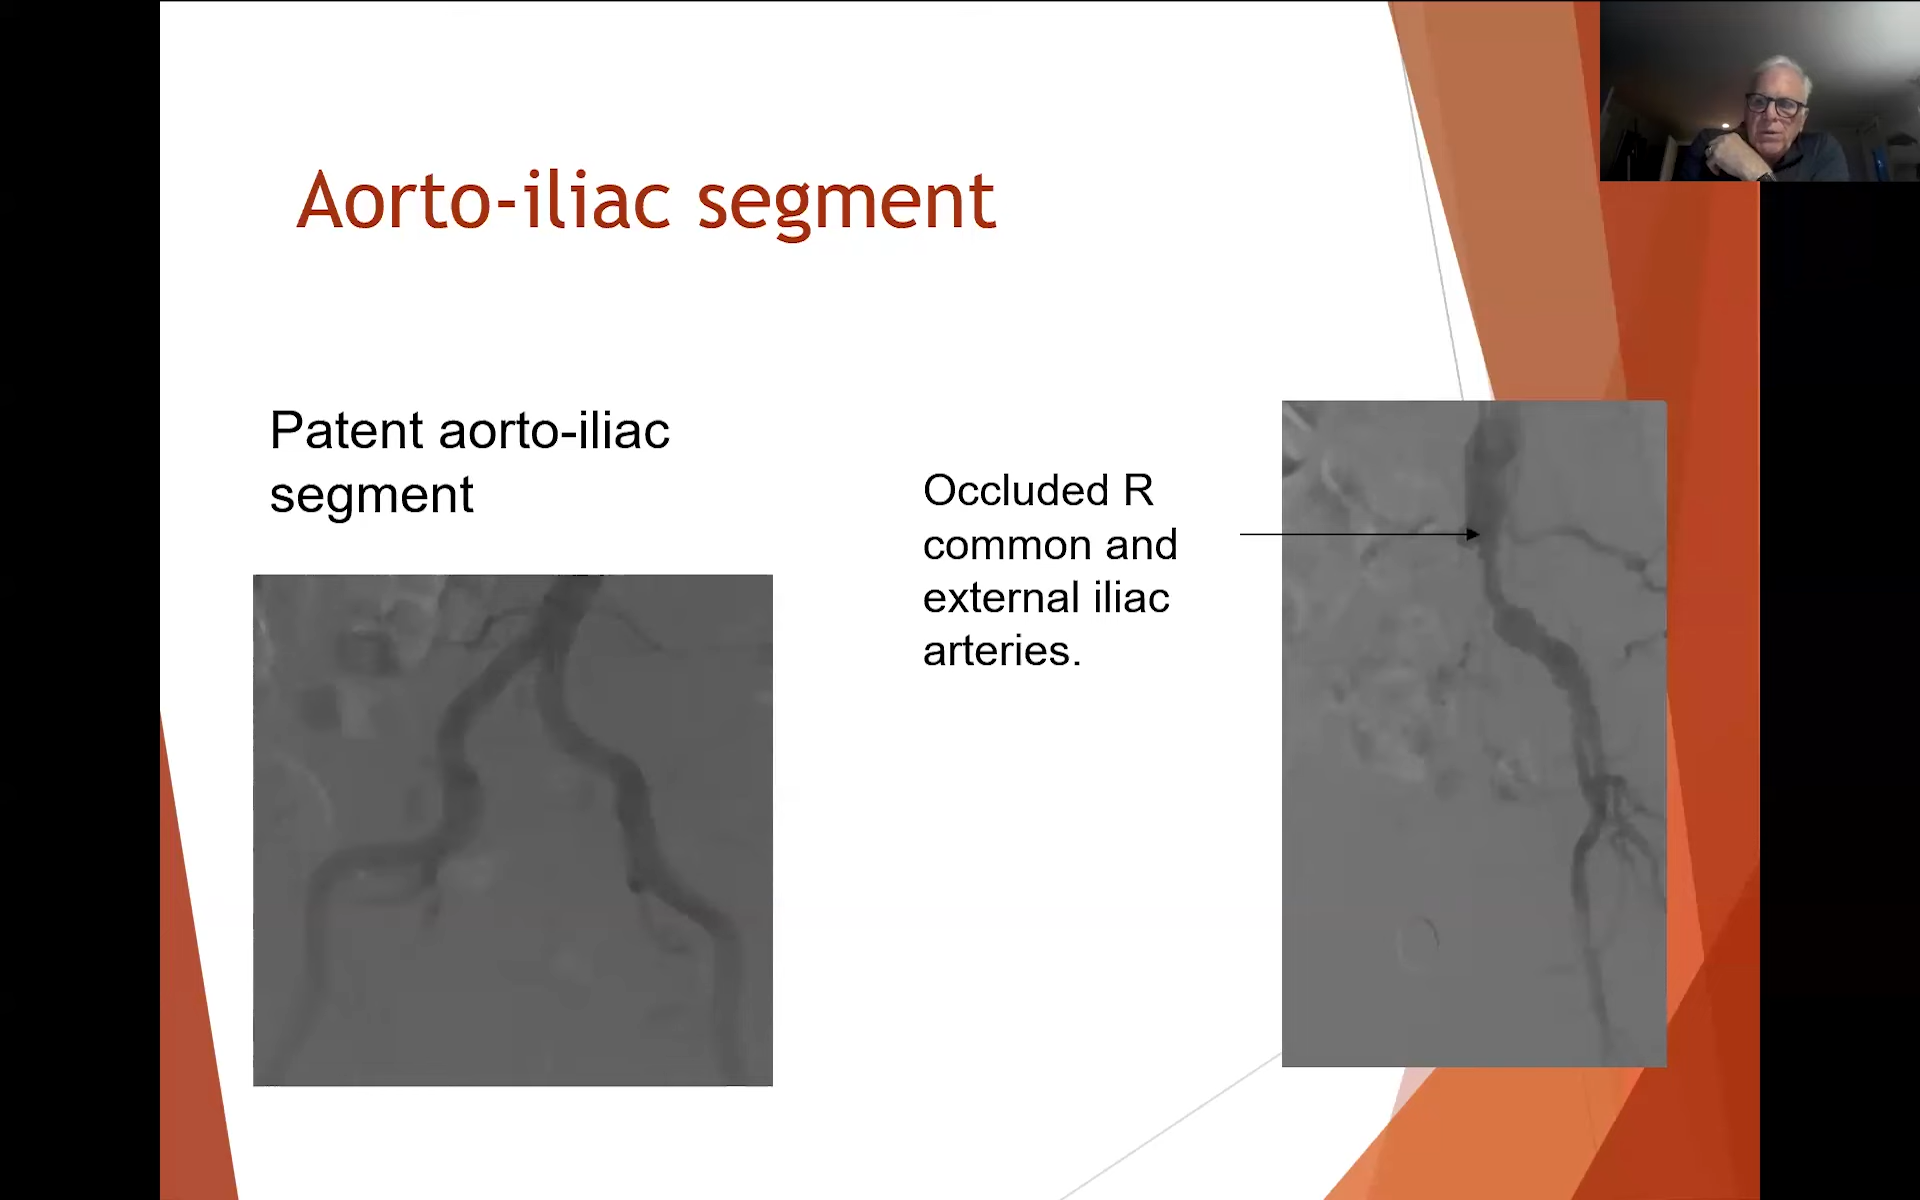 Aorto-iliac segment
Patent aorto-iliac
segment
Occluded R
common and
external iliac
arteries.